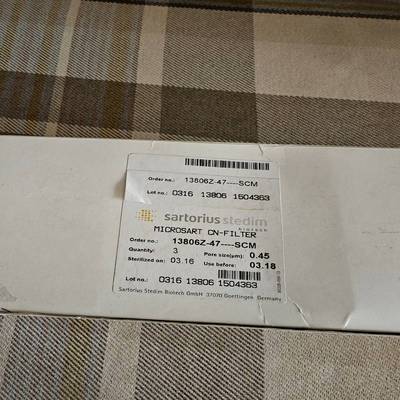 Order no.: 13806Z-47----SCM
Lot no.: 0316 13806 1504363
sartorius stedim
biotech
MICROSART CN-FILTER
Order no.: 13806Z-47----SCM
Quantity: 3 Pore size(µm): 0.45
Sterilized on: 03.16 Use before: 03.18
Lot no.: 0316 13806 1504363
Sartorius Stedim Biotech GmbH 37070 Goettingen Germany